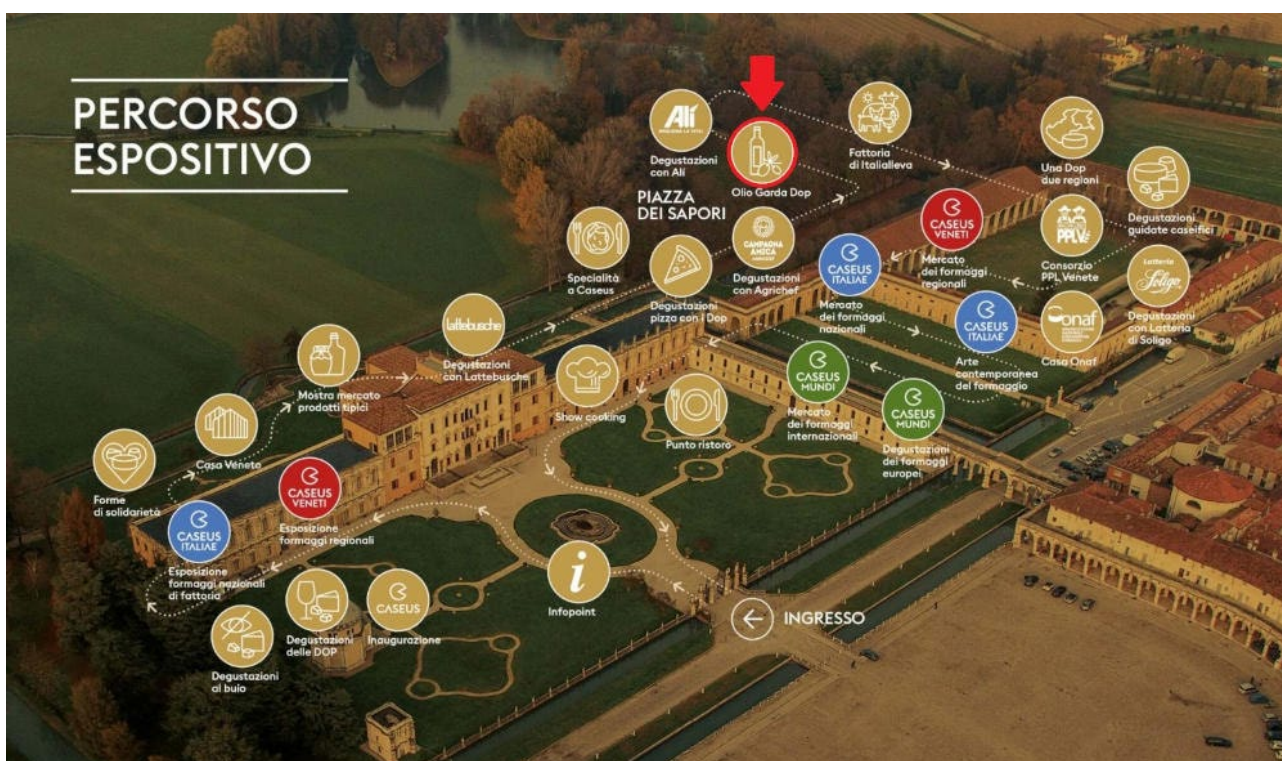 PERCORSO
ESPOSITIVO
Alí
Degustazioni
con Alí
Olio Garda Dop
PIAZZA
DEI SAPORI
Fattoria
di Italialleva
Una Dop
due regioni
Degustazioni
guidate caseifici
CASEUS
VENETI
Mercato
dei formaggi
regionali
PPLV
Consorzio
PPL Venete
Latteria
Soligo
Degustazioni
con Latteria
di Soligo
Specialità
a Caseus
Degustazioni
pizza con i Dop
CAMPAGNA
AMICA
Degustazioni
con Agrichef
CASEUS
ITALIAE
Mercato
dei formaggi
nazionali
CASEUS
ITALIAE
Arte
contemporanea
del formaggio
onaf
Casa Onaf
lattebusche
Degustazioni
con Lattebusche
Mostra mercato
prodotti tipici
Show cooking
Punto ristoro
CASEUS
MUNDI
Mercato
dei formaggi
internazionali
CASEUS
MUNDI
Degustazioni
dei formaggi
europei
Casa Veneto
Forme
di solidarietà
CASEUS
VENETI
Esposizione
formaggi regionali
CASEUS
ITALIAE
Esposizione
formaggi nazionali
di fattoria
Degustazioni
al buio
Degustazioni
delle DOP
CASEUS
Inaugurazione
i
Infopoint
INGRESSO